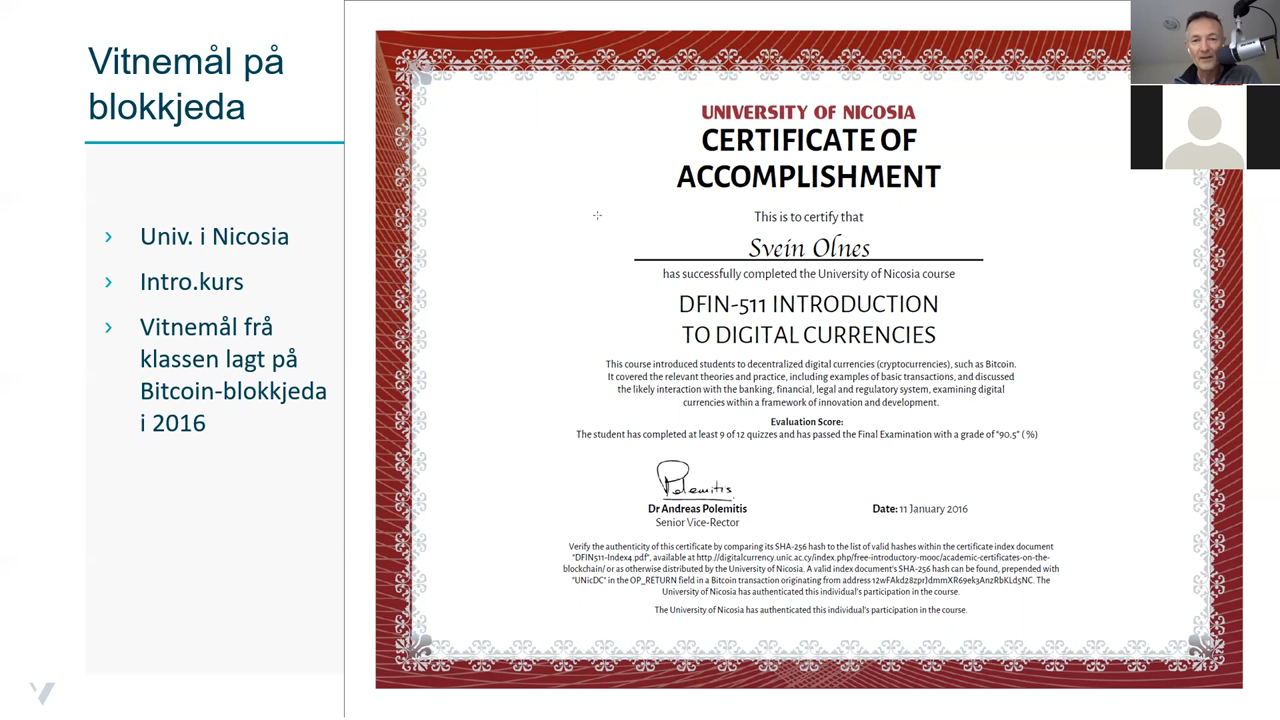 Vitnemål på
blokkjeda
Univ. i Nicosia
Intro.kurs
Vitnemål frå
klassen lagt på
Bitcoin-blokkjeda
i 2016
UNIVERSITY OF NICOSIA
CERTIFICATE OF
ACCOMPLISHMENT
This is to certify that
Svein Olnes
has successfully completed the University of Nicosia course
DFIN-511 INTRODUCTION
TO DIGITAL CURRENCIES
This course introduced students to decentralized digital currencies (cryptocurrencies), such as Bitcoin.
It covered the relevant theories and practice, including examples of basic transactions, and discussed
the likely interaction with the banking, financial, legal and regulatory system, examining digital
currencies within a framework of innovation and development.
Evaluation Score:
The student has completed at least 9 of 12 quizzes and has passed the Final Examination with a grade of "90.5" ( %)
Polemitis
Dr Andreas Polemitis
Senior Vice-Rector
Date: 11 January 2016
Verify the authenticity of this certificate by comparing its SHA-256 hash to the list of valid hashes within the certificate index document
"DFIN511-Index4.pdf", available at http://digitalcurrency.unic.ac.cy/index.php/free-introductory-mooc/academic-certificates-on-the-
blockchain/ or as otherwise distributed by the University of Nicosia. A valid index document's SHA-256 hash can be found, prepended with
"UNicDC" in the OP_RETURN field in a Bitcoin transaction originating from address 12wFAkd28zprJdmmXR69ek3AnzRbKLd5NC. The
University of Nicosia has authenticated this individual's participation in the course.
The University of Nicosia has authenticated this individual's participation in the course.